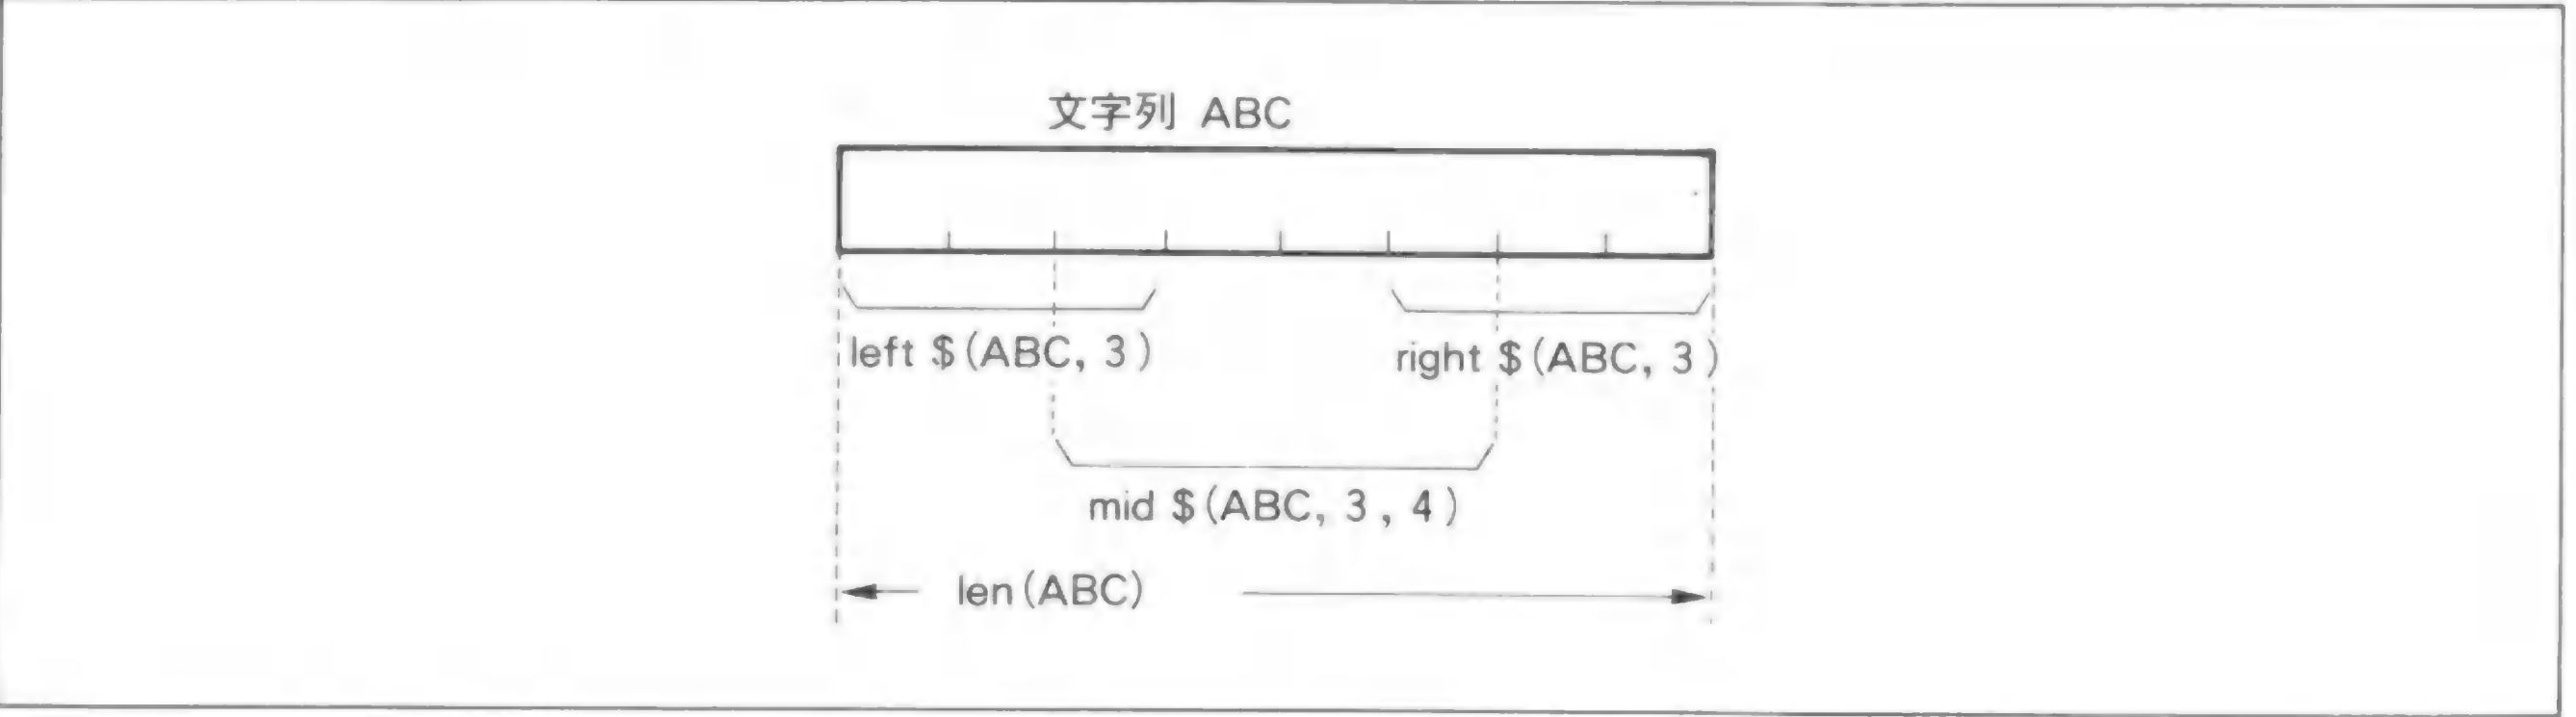 文字列 ABC
left $(ABC, 3)
right $(ABC, 3)
mid $(ABC, 3, 4)
len(ABC)